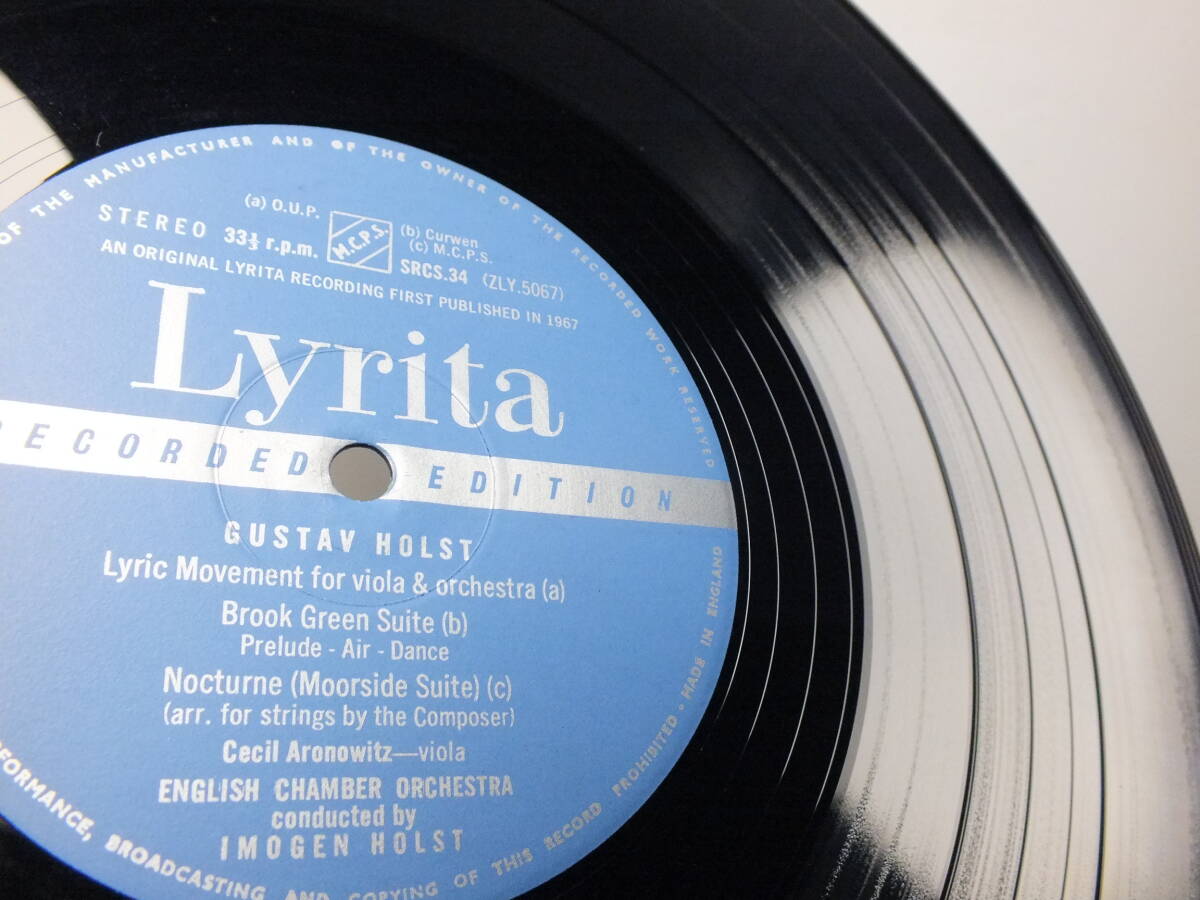 OF THE MANUFACTURER AND OF THE OWNER OF THE RECORDED WORK RESERVED
(a) O.U.P.
STEREO 33⅓ r.p.m.
M.C.P.S.
(b) Curwen
(c) M.C.P.S.
SRCS.34 (ZLY.5067)
AN ORIGINAL LYRITA RECORDING FIRST PUBLISHED IN 1967
Lyrita
RECORDED EDITION
GUSTAV HOLST
Lyric Movement for viola & orchestra (a)
Brook Green Suite (b)
Prelude - Air - Dance
Nocturne (Moorside Suite) (c)
(arr. for strings by the Composer)
Cecil Aronowitz—viola
ENGLISH CHAMBER ORCHESTRA
conducted by
IMOGEN HOLST
BROADCASTING AND COPYING OF THIS RECORD PROHIBITED • MADE IN ENGLAND